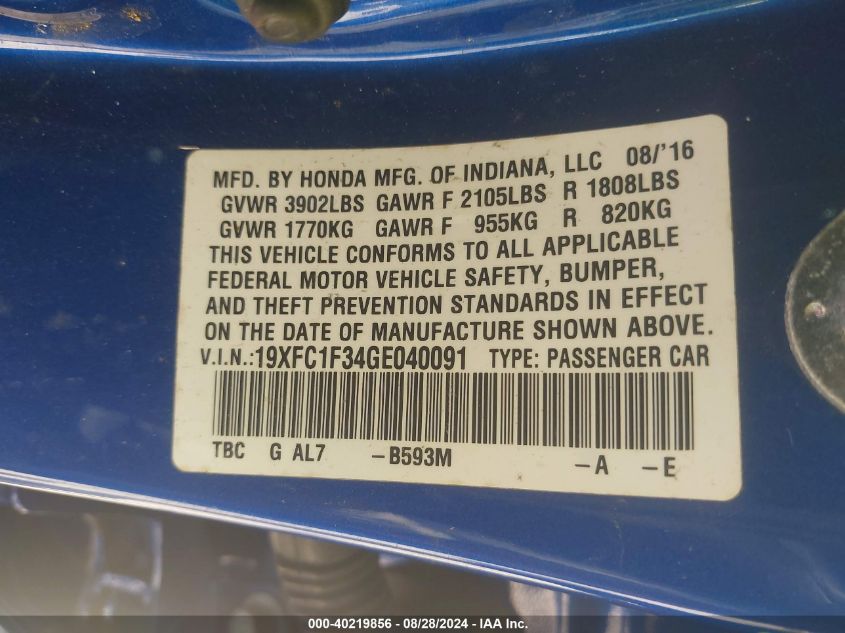 MFD. BY HONDA MFG. OF INDIANA, LLC 08/'16
GVWR 3902LBS GAWR F 2105LBS R 1808LBS
GVWR 1770KG GAWR F 955KG R 820KG
THIS VEHICLE CONFORMS TO ALL APPLICABLE
FEDERAL MOTOR VEHICLE SAFETY, BUMPER,
AND THEFT PREVENTION STANDARDS IN EFFECT
ON THE DATE OF MANUFACTURE SHOWN ABOVE.
V.I.N.:19XFC1F34GE040091 TYPE: PASSENGER CAR
TBC G AL7 -B593M -A -E
000-40219856 - 08/28/2024 - IAA Inc.